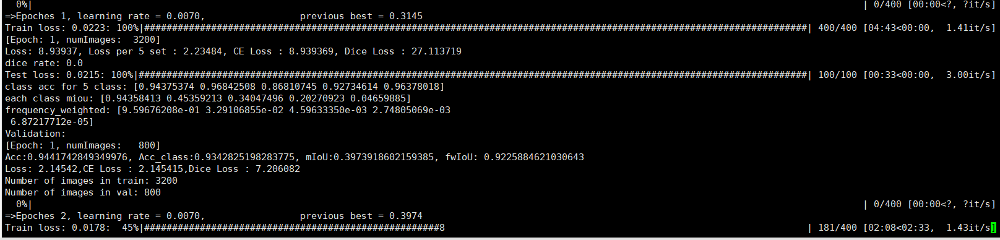 0%| | 0/400 [00:00<?, ?it/s]
=>Epoches 1, learning rate = 0.0070, previous best = 0.3145
Train loss: 0.0223: 100%|####################################################################################################################| 400/400 [04:43<00:00, 1.41it/s]
[Epoch: 1, numImages: 3200]
Loss: 8.93937, Loss per 5 set : 2.23484, CE Loss : 8.939369, Dice Loss : 27.113719
dice rate: 0.0
Test loss: 0.0215: 100%|#####################################################################################################################| 100/100 [00:33<00:00, 3.00it/s]
class acc for 5 class: [0.94375374 0.96842508 0.86810745 0.92734614 0.96378018]
each class miou: [0.94358413 0.45359213 0.34047496 0.20270923 0.04659885]
frequency_weighted: [9.59676208e-01 3.29106855e-02 4.59633350e-03 2.74805069e-03
6.87217712e-05]
Validation:
[Epoch: 1, numImages: 800]
Acc:0.9441742849349976, Acc_class:0.9342825198283775, mIoU:0.3973918602159385, fwIoU: 0.9225884621030643
Loss: 2.14542,CE Loss : 2.145415,Dice Loss : 7.206082
Number of images in train: 3200
Number of images in val: 800
0%| | 0/400 [00:00<?, ?it/s]
=>Epoches 2, learning rate = 0.0070, previous best = 0.3974
Train loss: 0.0178: 45%|####################################################8 | 181/400 [02:08<02:33, 1.43it/s]